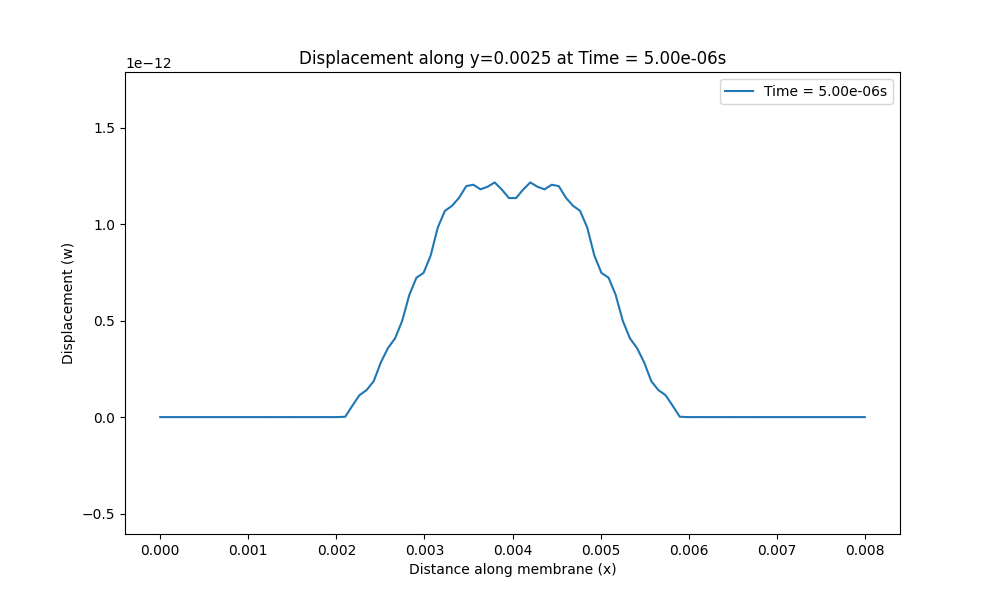 Displacement along y=0.0025 at Time = 5.00e-06s
1e−12
Time = 5.00e-06s
1.5
1.0
0.5
0.0
−0.5
Displacement (w)
0.000 0.001 0.002 0.003 0.004 0.005 0.006 0.007 0.008
Distance along membrane (x)